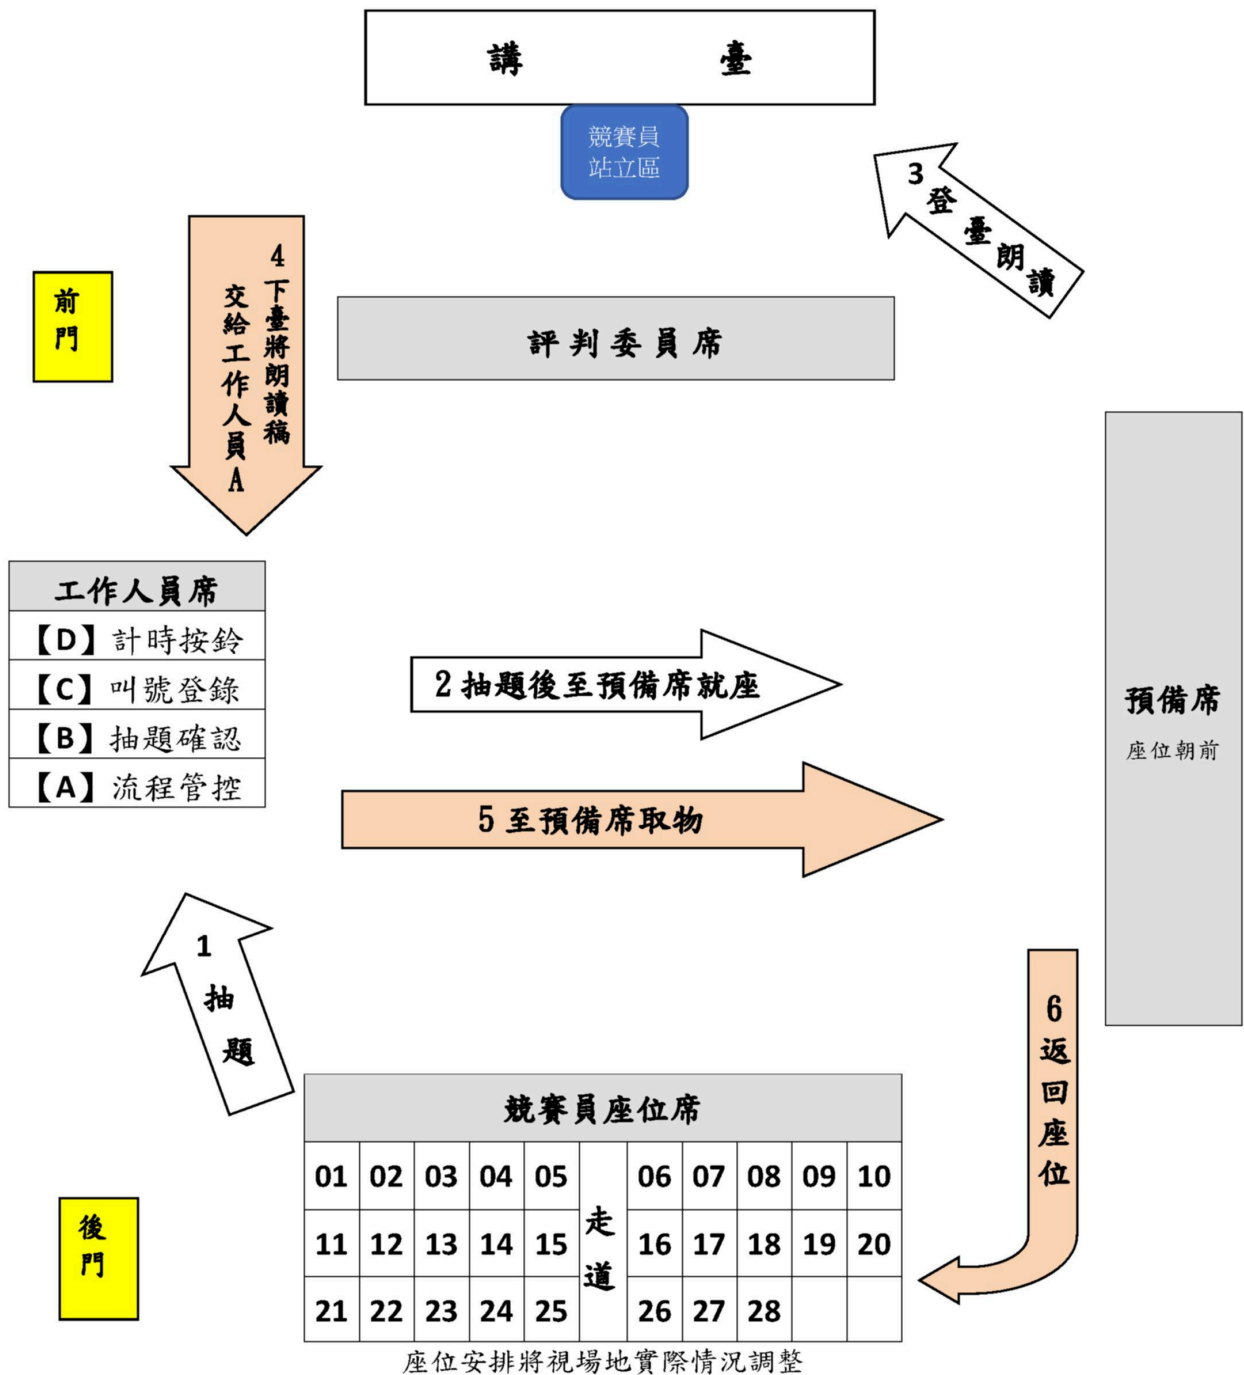 講 臺
競賽員
站立區
3 登臺朗讀
前門
4 下臺將朗讀稿
交給工作人員 A
評判委員席
工作人員席
【D】計時按鈴
【C】叫號登錄
【B】抽題確認
【A】流程管控
2 抽題後至預備席就座
5 至預備席取物
預備席
座位朝前
1 抽題
6 返回座位
競賽員座位席
01 02 03 04 05 06 07 08 09 10
11 12 13 14 15 走道 16 17 18 19 20
21 22 23 24 25 26 27 28
後門
座位安排將視場地實際情況調整